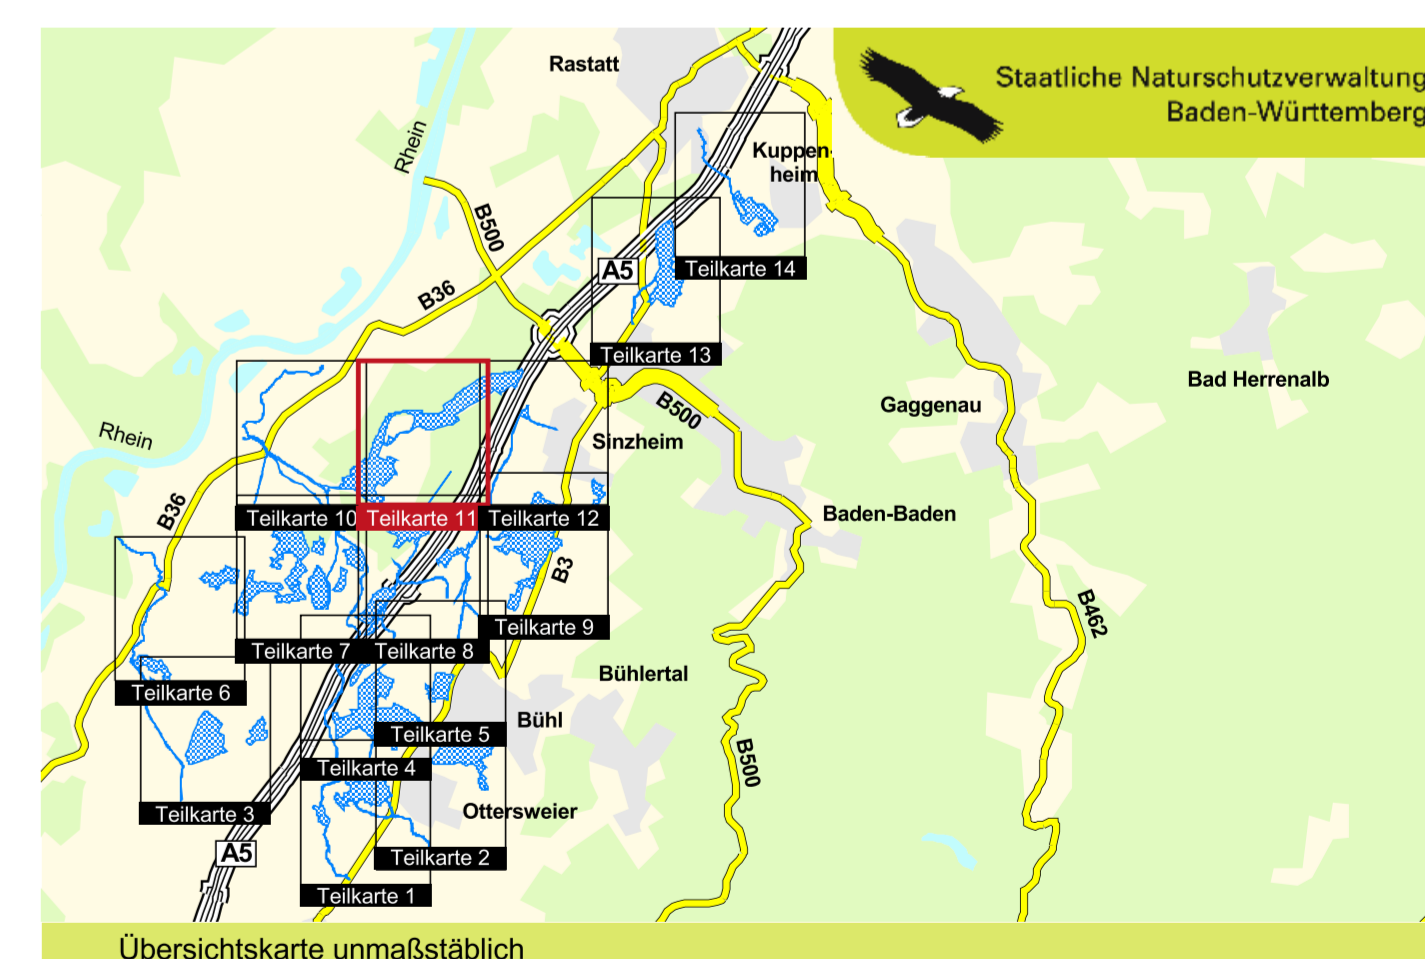 Staatliche Naturschutzverwaltung
Baden-Württemberg
Rastatt
Rhein
Kuppen-
heim
B500
A5
Teilkarte 14
B36
Teilkarte 13
Bad Herrenalb
Gaggenau
B500
Sinzheim
Rhein
B36
Teilkarte 10
Teilkarte 11
Teilkarte 12
Baden-Baden
B3
B462
Teilkarte 9
Teilkarte 7
Teilkarte 8
Bühlertal
Teilkarte 6
Bühl
Teilkarte 5
B500
Teilkarte 4
Teilkarte 3
Ottersweier
A5
Teilkarte 2
Teilkarte 1
Übersichtskarte unmaßstäblich